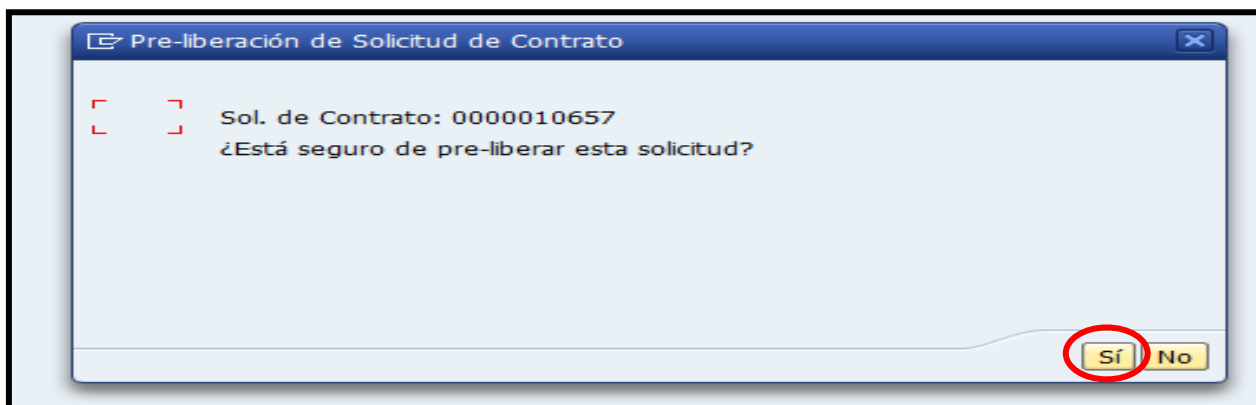 Pre-liberación de Solicitud de Contrato
Sol. de Contrato: 0000010657
¿Está seguro de pre-liberar esta solicitud?
Sí No